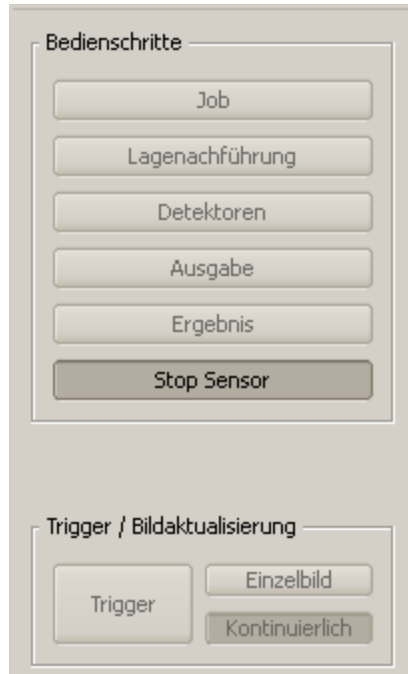 Bedienschritte
Job
Lagenachführung
Detektoren
Ausgabe
Ergebnis
Stop Sensor
Trigger / Bildaktualisierung
Trigger
Einzelbild
Kontinuierlich